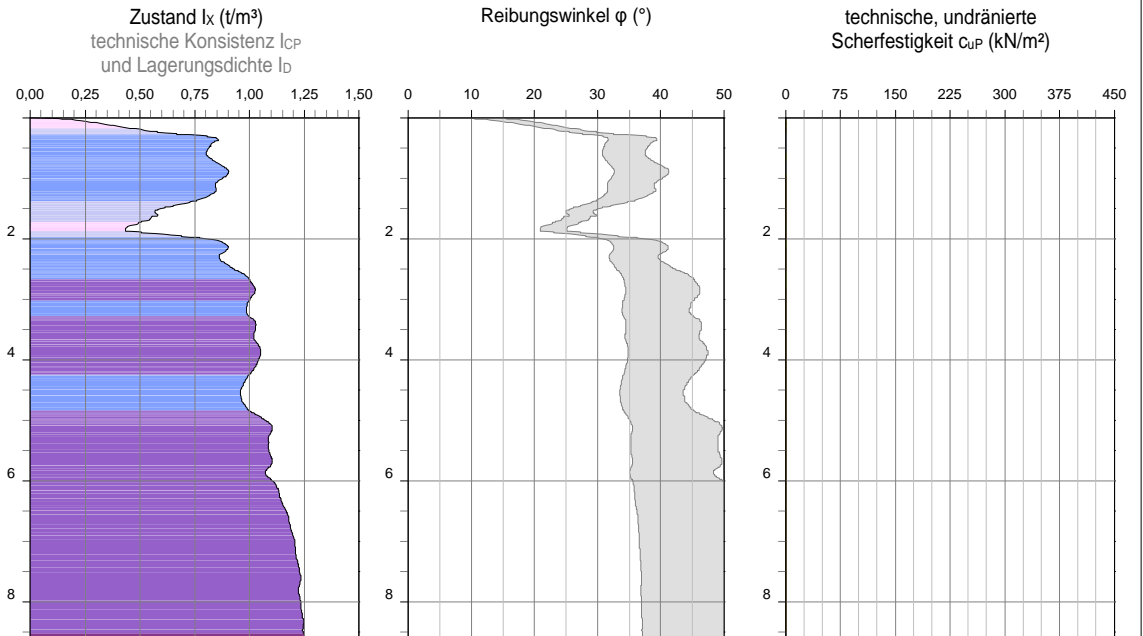 Zustand Ix (t/m³)
technische Konsistenz ICP
und Lagerungsdichte ID
0,00 0,25 0,50 0,75 1,00 1,25 1,50
2
4
6
8
Reibungswinkel φ (°)
0 10 20 30 40 50
2
4
6
8
technische, undränierte
Scherfestigkeit cuP (kN/m²)
0 75 150 225 300 375 450
2
4
6
8